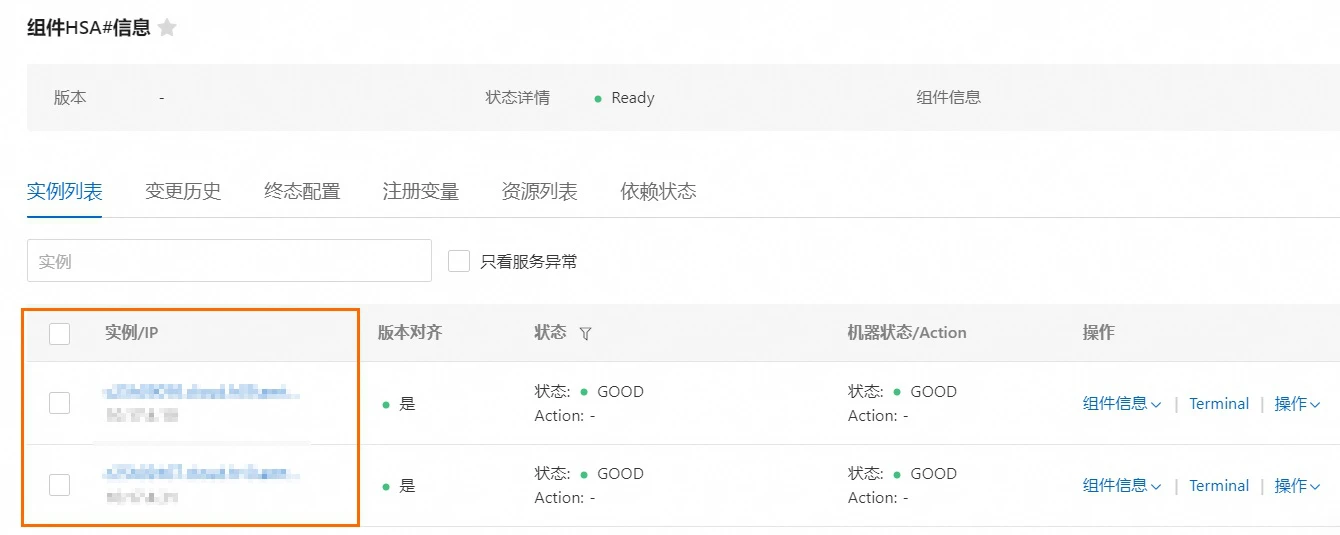 组件HSA#信息
版本 - 状态详情 Ready 组件信息
实例列表 变更历史 终态配置 注册变量 资源列表 依赖状态
实例 只看服务异常
实例/IP 版本对齐 状态 机器状态/Action 操作
是 状态: GOOD 状态: GOOD 组件信息 | Terminal | 操作
Action: - Action: -
是 状态: GOOD 状态: GOOD 组件信息 | Terminal | 操作
Action: - Action: -